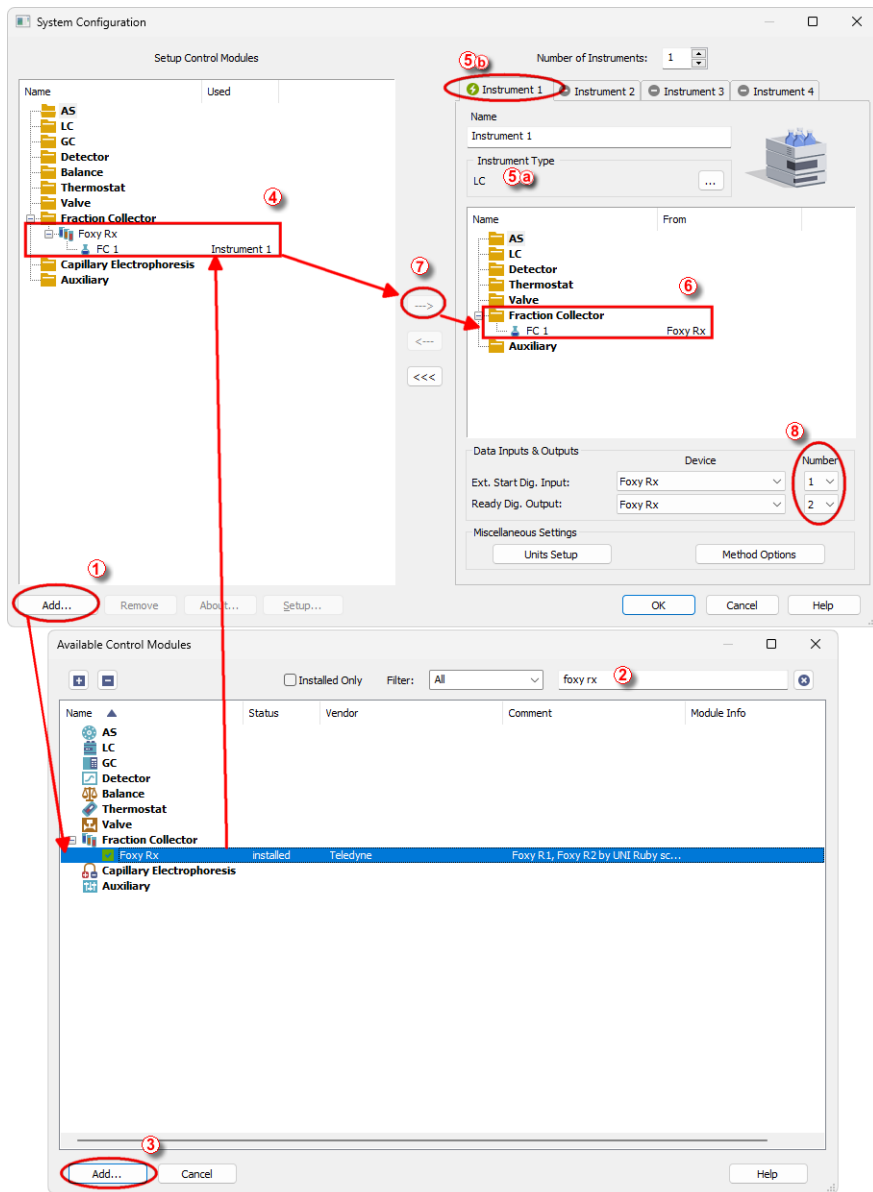 System Configuration
Setup Control Modules
Name Used
AS
LC
GC
Detector
Balance
Thermostat
Valve
④
Fraction Collector
Foxy Rx
FC 1 Instrument 1
Capillary Electrophoresis
Auxiliary
①
Add... Remove About... Setup...
⑦
--->
<---
<<<
Number of Instruments: 1
⑤ⓑ
Instrument 1 Instrument 2 Instrument 3 Instrument 4
Name
Instrument 1
Instrument Type
LC ⑤ⓐ ...
Name From
AS
LC
Detector
Thermostat
Valve
⑥
Fraction Collector
FC 1 Foxy Rx
Auxiliary
⑧
Data Inputs & Outputs
Device Number
Ext. Start Dig. Input: Foxy Rx 1
Ready Dig. Output: Foxy Rx 2
Miscellaneous Settings
Units Setup Method Options
OK Cancel Help
Available Control Modules
Installed Only Filter: All foxy rx ②
Name Status Vendor Comment Module Info
AS
LC
GC
Detector
Balance
Thermostat
Valve
Fraction Collector
Foxy Rx installed Teledyne Foxy R1, Foxy R2 by UNI Ruby sc...
Capillary Electrophoresis
Auxiliary
③
Add... Cancel Help